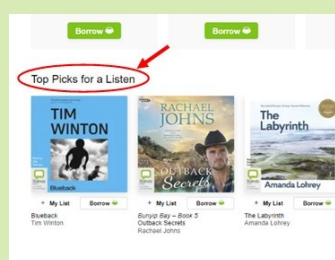 Borrow
Borrow
Top Picks for a Listen
TIM
WINTON
Blueback
RACHAEL
JOHNS
OUTBACK
Secrets
The
Labyrinth
Amanda Lohrey
+ My List
Borrow
+ My List
Borrow
+ My List
Borrow
Blueback
Tim Winton
Bunyip Bay – Book 5
Outback Secrets
Rachael Johns
The Labyrinth
Amanda Lohrey